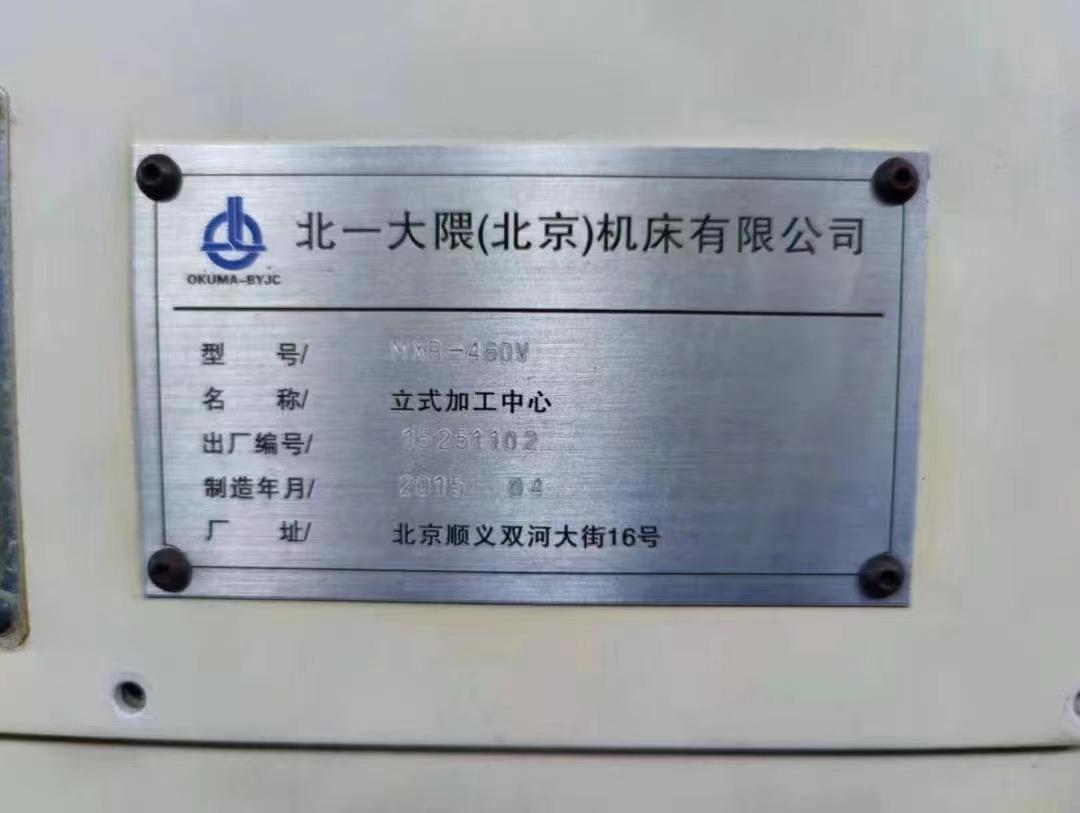 北一大隈(北京)机床有限公司
OKUMA-BYJC
型 号/ MXR-460V
名 称/ 立式加工中心
出厂编号/ 15251102
制造年月/ 2015 04
厂 址/ 北京顺义双河大街16号